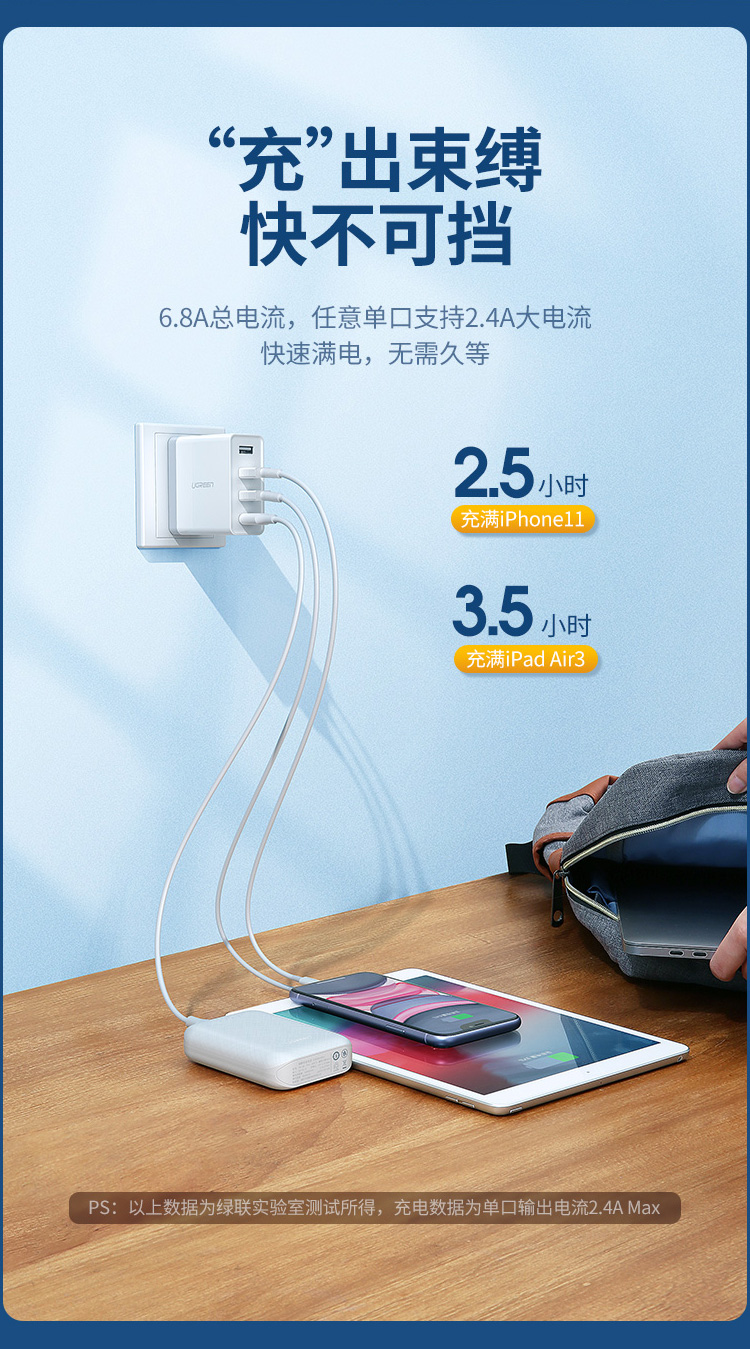 “充”出束缚
快不可挡
6.8A总电流，任意单口支持2.4A大电流
快速满电，无需久等
UGREEN
2.5小时
充满iPhone11
3.5小时
充满iPad Air3
PS：以上数据为绿联实验室测试所得，充电数据为单口输出电流2.4A Max